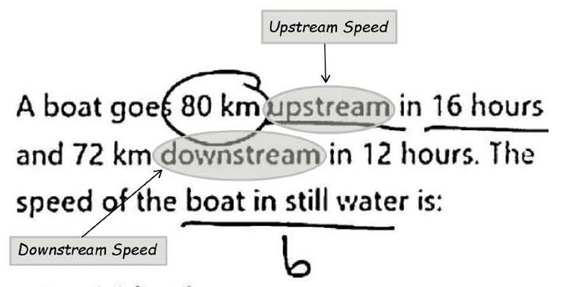 Upstream Speed
A boat goes 80 km upstream in 16 hours
and 72 km downstream in 12 hours. The
speed of the boat in still water is:
Downstream Speed
b